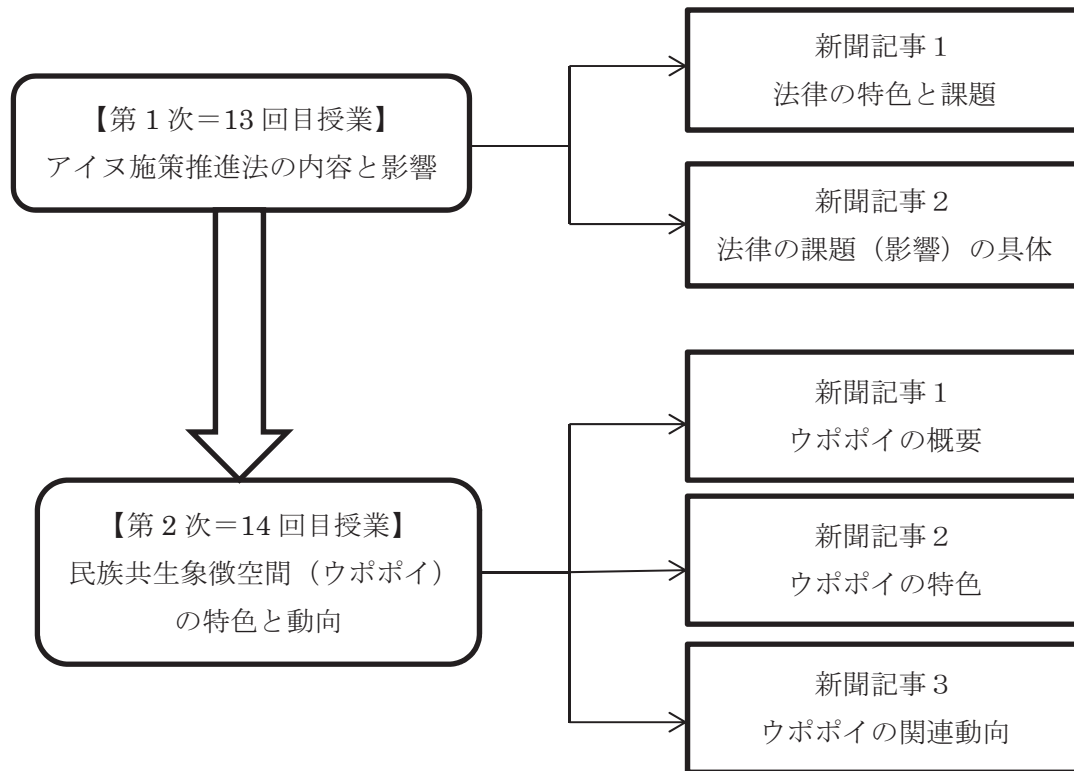 【第1次＝13回目授業】
アイヌ施策推進法の内容と影響
新聞記事１
法律の特色と課題
新聞記事２
法律の課題（影響）の具体
【第2次＝14回目授業】
民族共生象徴空間（ウポポイ）
の特色と動向
新聞記事１
ウポポイの概要
新聞記事２
ウポポイの特色
新聞記事３
ウポポイの関連動向